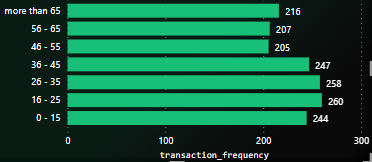 more than 65 216
56 - 65 207
46 - 55 205
36 - 45 247
26 - 35 258
16 - 25 260
0 - 15 244
0 100 200 300
transaction_frequency